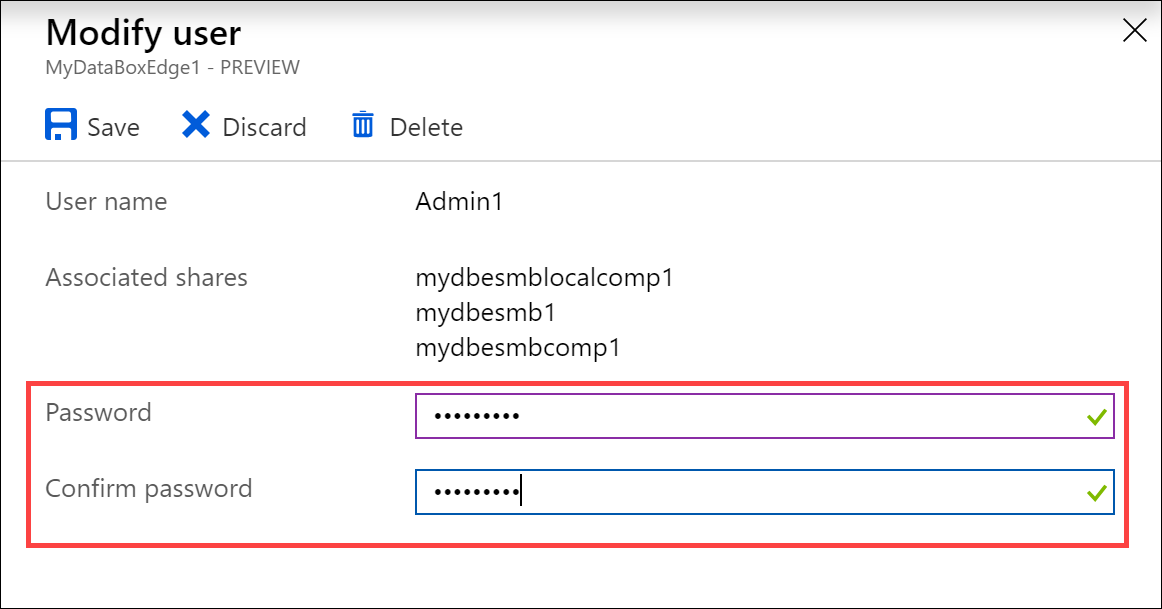 Modify user
MyDataBoxEdge1 - PREVIEW
Save Discard Delete
User name Admin1
Associated shares mydbesmblocalcomp1
mydbesmb1
mydbesmbcomp1
Password •••••••••
Confirm password •••••••••